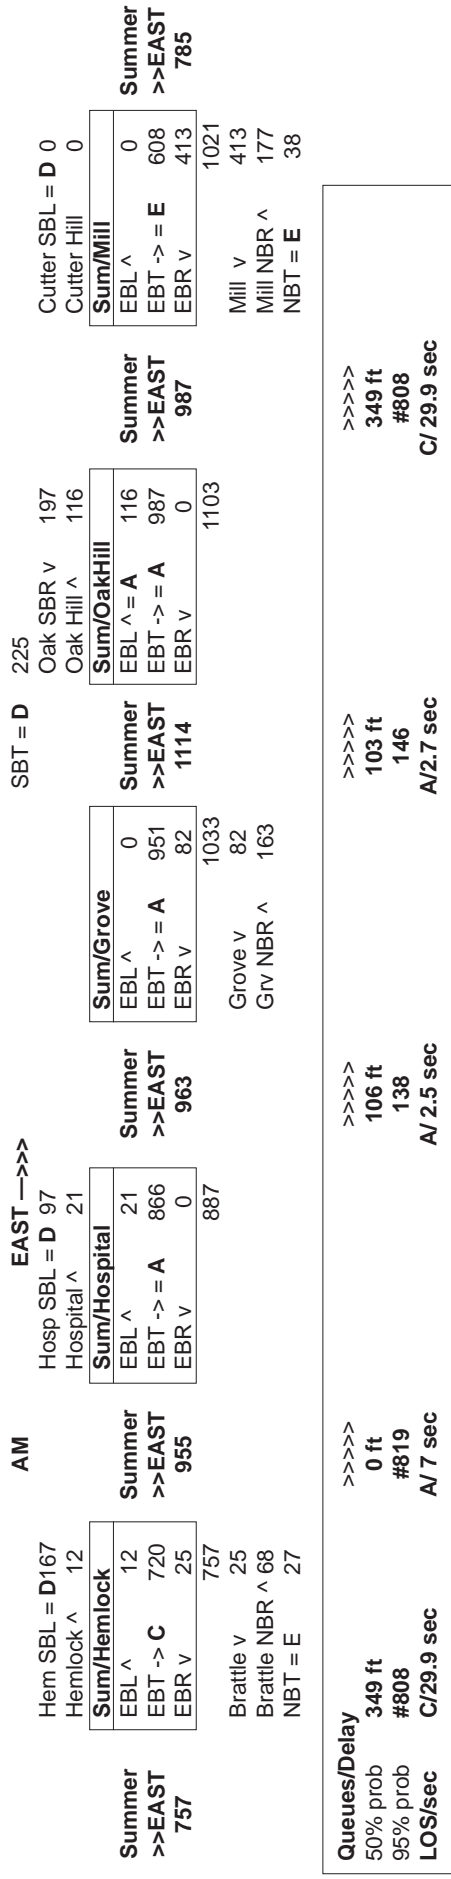 AM
EAST —>>>
Summer
>>EAST
757
Hem SBL = D167
Hemlock ^ 12
Sum/Hemlock
EBL ^ 12
EBT -> C 720
EBR v 25
757
Brattle v 25
Brattle NBR ^ 68
NBT = E 27
Summer
>>EAST
955
Hosp SBL = D 97
Hospital ^ 21
Sum/Hospital
EBL ^ 21
EBT -> = A 866
EBR v 0
887
Summer
>>EAST
963
Sum/Grove
EBL ^ 0
EBT -> = A 951
EBR v 82
1033
Grove v 82
Grv NBR ^ 163
Summer
>>EAST
1114
SBT = D 225
Oak SBR v 197
Oak Hill ^ 116
Sum/OakHill
EBL ^ = A 116
EBT -> = A 987
EBR v 0
1103
Summer
>>EAST
987
Cutter SBL = D 0
Cutter Hill 0
Sum/Mill
EBL ^ 0
EBT -> = E 608
EBR v 413
1021
Mill v 413
Mill NBR ^ 177
NBT = E 38
Summer
>>EAST
785
Queues/Delay >>>>> >>>>> >>>>> >>>>>
50% prob 349 ft 0 ft 106 ft 103 ft 349 ft
95% prob #808 #819 138 146 #808
LOS/sec C/29.9 sec A/ 7 sec A/ 2.5 sec A/2.7 sec C/ 29.9 sec